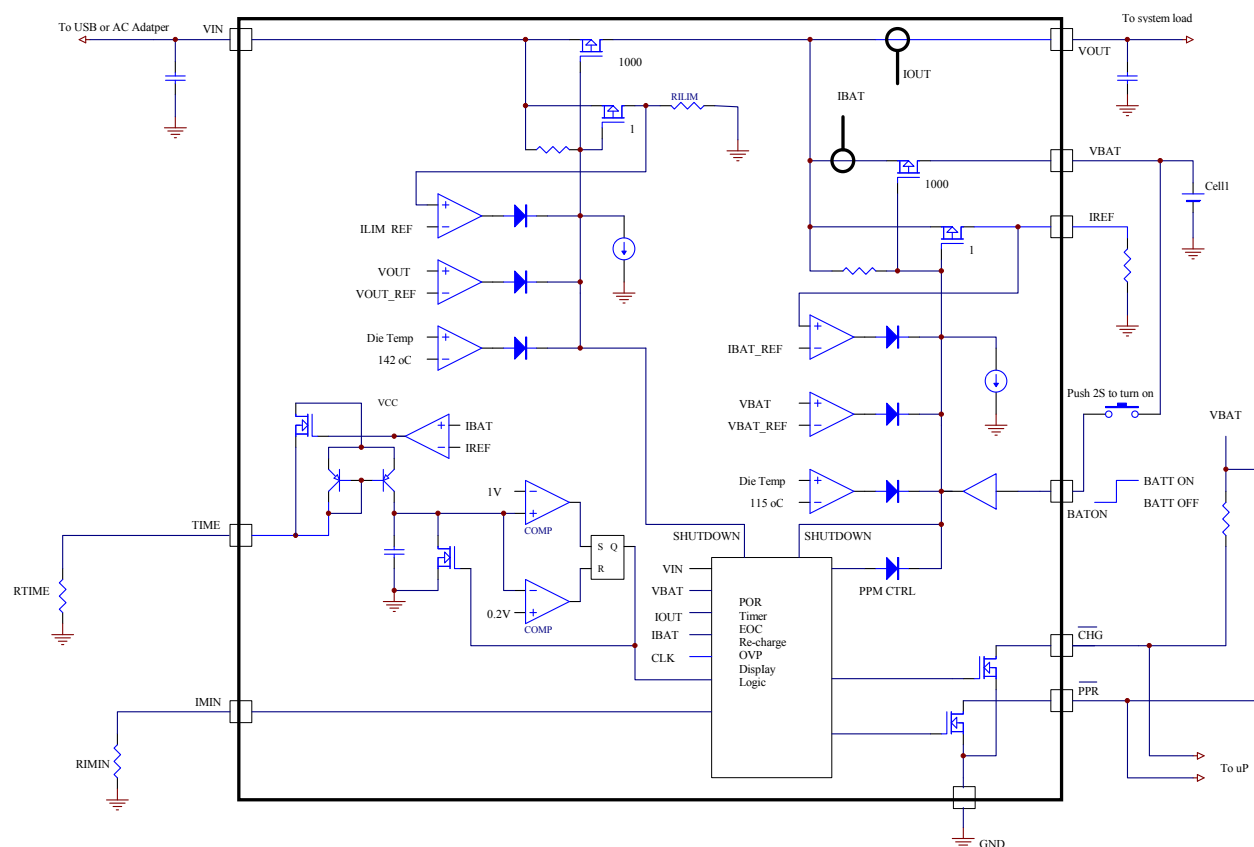 To USB or AC Adatper
VIN
To system load
VOUT
1000
IOUT
RILIM
IBAT
1
VBAT
1000
Cell1
IREF
ILIM_REF
1
VOUT
VOUT_REF
Die Temp
142 oC
IBAT_REF
VCC
IBAT
IREF
VBAT
VBAT_REF
Push 2S to turn on
VBAT
Die Temp
115 oC
BATT ON
BATT OFF
BATON
1V
COMP
TIME
SHUTDOWN
SHUTDOWN
S Q
R
VIN
VBAT
IOUT
IBAT
CLK
PPM CTRL
RTIME
0.2V
COMP
POR
Timer
EOC
Re-charge
OVP
Display
Logic
CHG
PPR
IMIN
RIMIN
To uP
GND